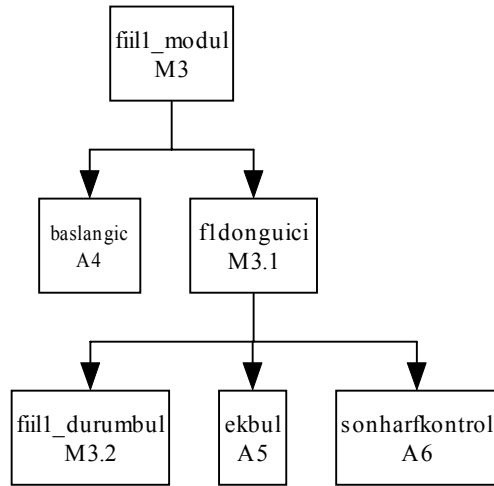 fiil1_modul
M3
baslangic
A4
f1donguici
M3.1
fiil1_durumbul
M3.2
ekbul
A5
sonharfkontrol
A6